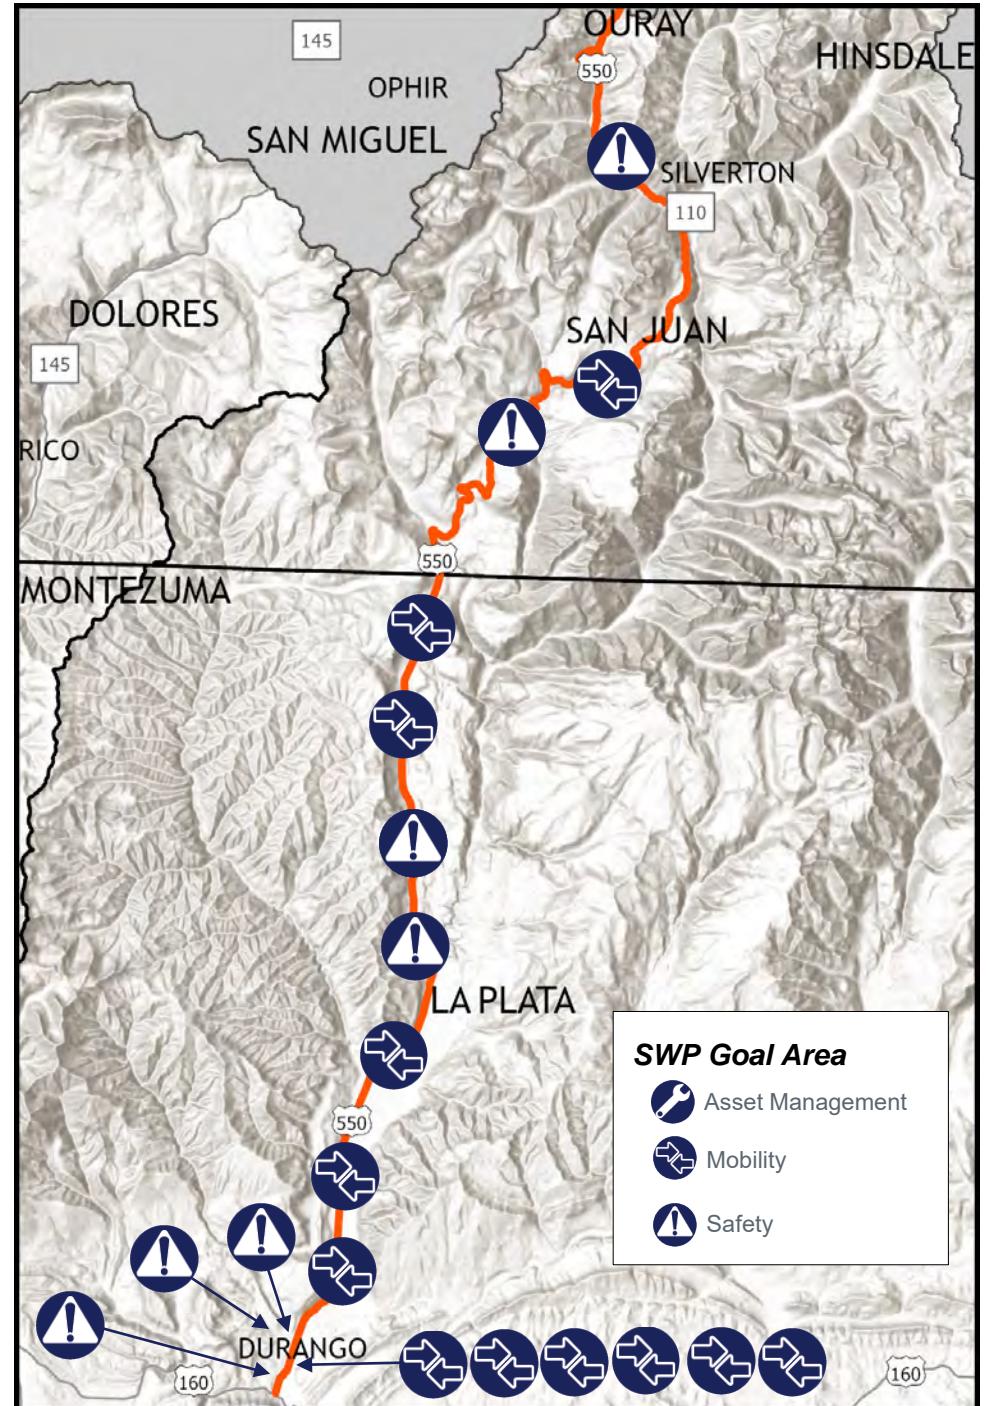 OURAY
145
550
HINSDALE
OPHIR
SAN MIGUEL
SILVERTON
110
DOLORES
SAN JUAN
145
RICO
550
MONTEZUMA
LA PLATA
SWP Goal Area
Asset Management
550
Mobility
Safety
DURANGO
160
160